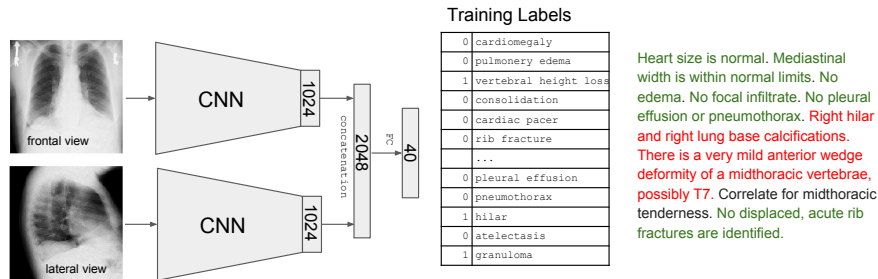 Training Labels
frontal view
CNN
1024
lateral view
CNN
1024
concatenation
2048
FC
40
0 cardiomegaly
0 pulmonery edema
1 vertebral height loss
0 consolidation
0 cardiac pacer
0 rib fracture
...
0 pleural effusion
0 pneumothorax
1 hilar
0 atelectasis
1 granuloma
Heart size is normal. Mediastinal
width is within normal limits. No
edema. No focal infiltrate. No pleural
effusion or pneumothorax. Right hilar
and right lung base calcifications.
There is a very mild anterior wedge
deformity of a midthoracic vertebrae,
possibly T7. Correlate for midthoracic
tenderness. No displaced, acute rib
fractures are identified.